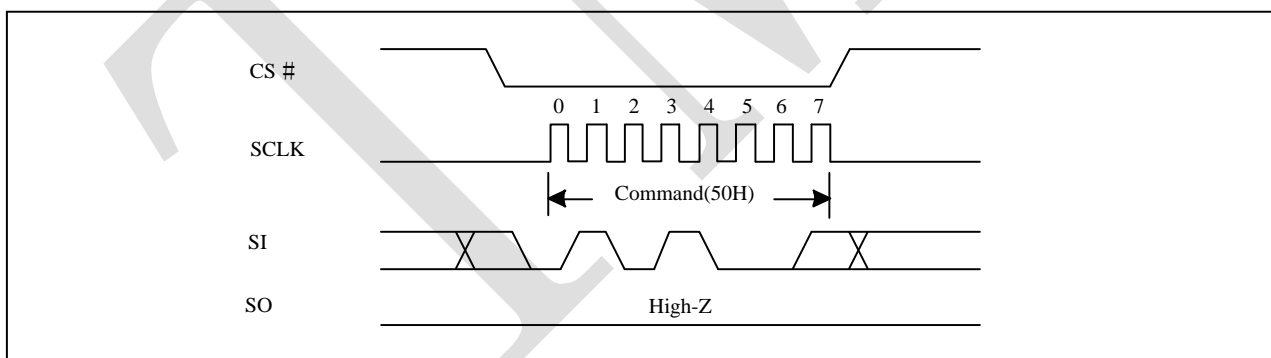 CS #
0 1 2 3 4 5 6 7
SCLK
Command(50H)
SI
SO
High-Z